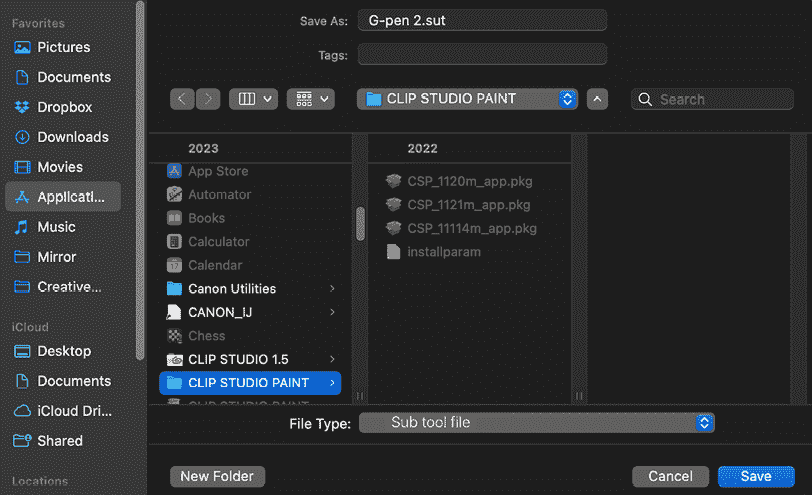 Favorites
Pictures
Documents
Dropbox
Downloads
Movies
Applicati...
Music
Mirror
Creative...
iCloud
Desktop
Documents
iCloud Dri...
Shared
Locations
Save As: G-pen 2.sut
Tags:
CLIP STUDIO PAINT
Search
2023
App Store
Automator
Books
Calculator
Calendar
Canon Utilities
CANON_iJ
Chess
CLIP STUDIO 1.5
CLIP STUDIO PAINT
CLIP STUDIO PAINT
2022
CSP_1120m_app.pkg
CSP_1121m_app.pkg
CSP_11114m_app.pkg
installparam
File Type: Sub tool file
New Folder
Cancel
Save